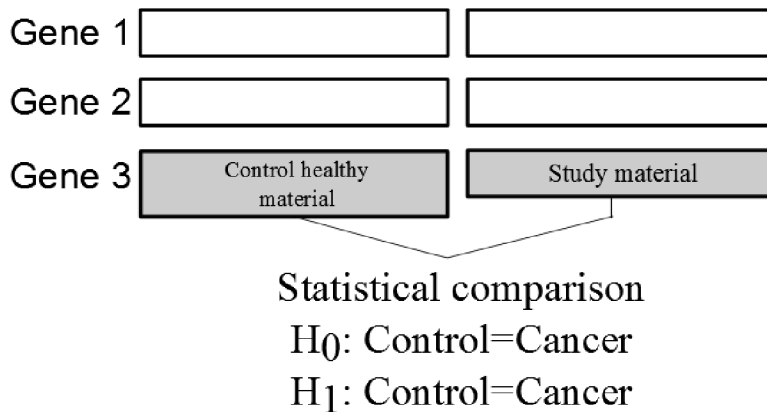 Gene 1
Gene 2
Gene 3
Control healthy
material
Study material
Statistical comparison
H0: Control=Cancer
H1: Control=Cancer